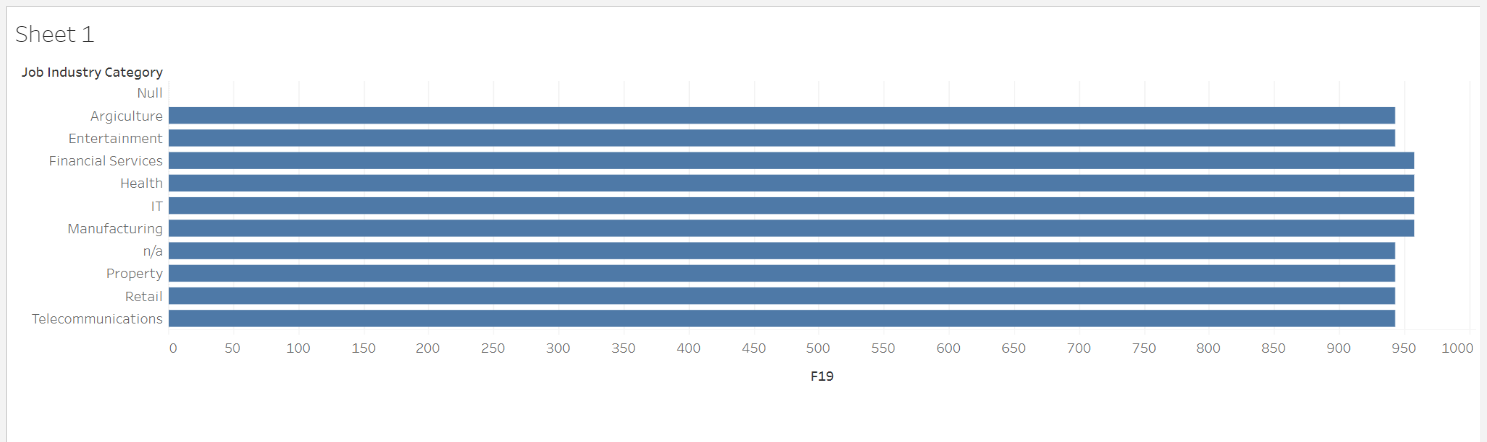 Sheet 1
Job Industry Category
Null
Argiculture
Entertainment
Financial Services
Health
IT
Manufacturing
n/a
Property
Retail
Telecommunications
0 50 100 150 200 250 300 350 400 450 500 550 600 650 700 750 800 850 900 950 1000
F19